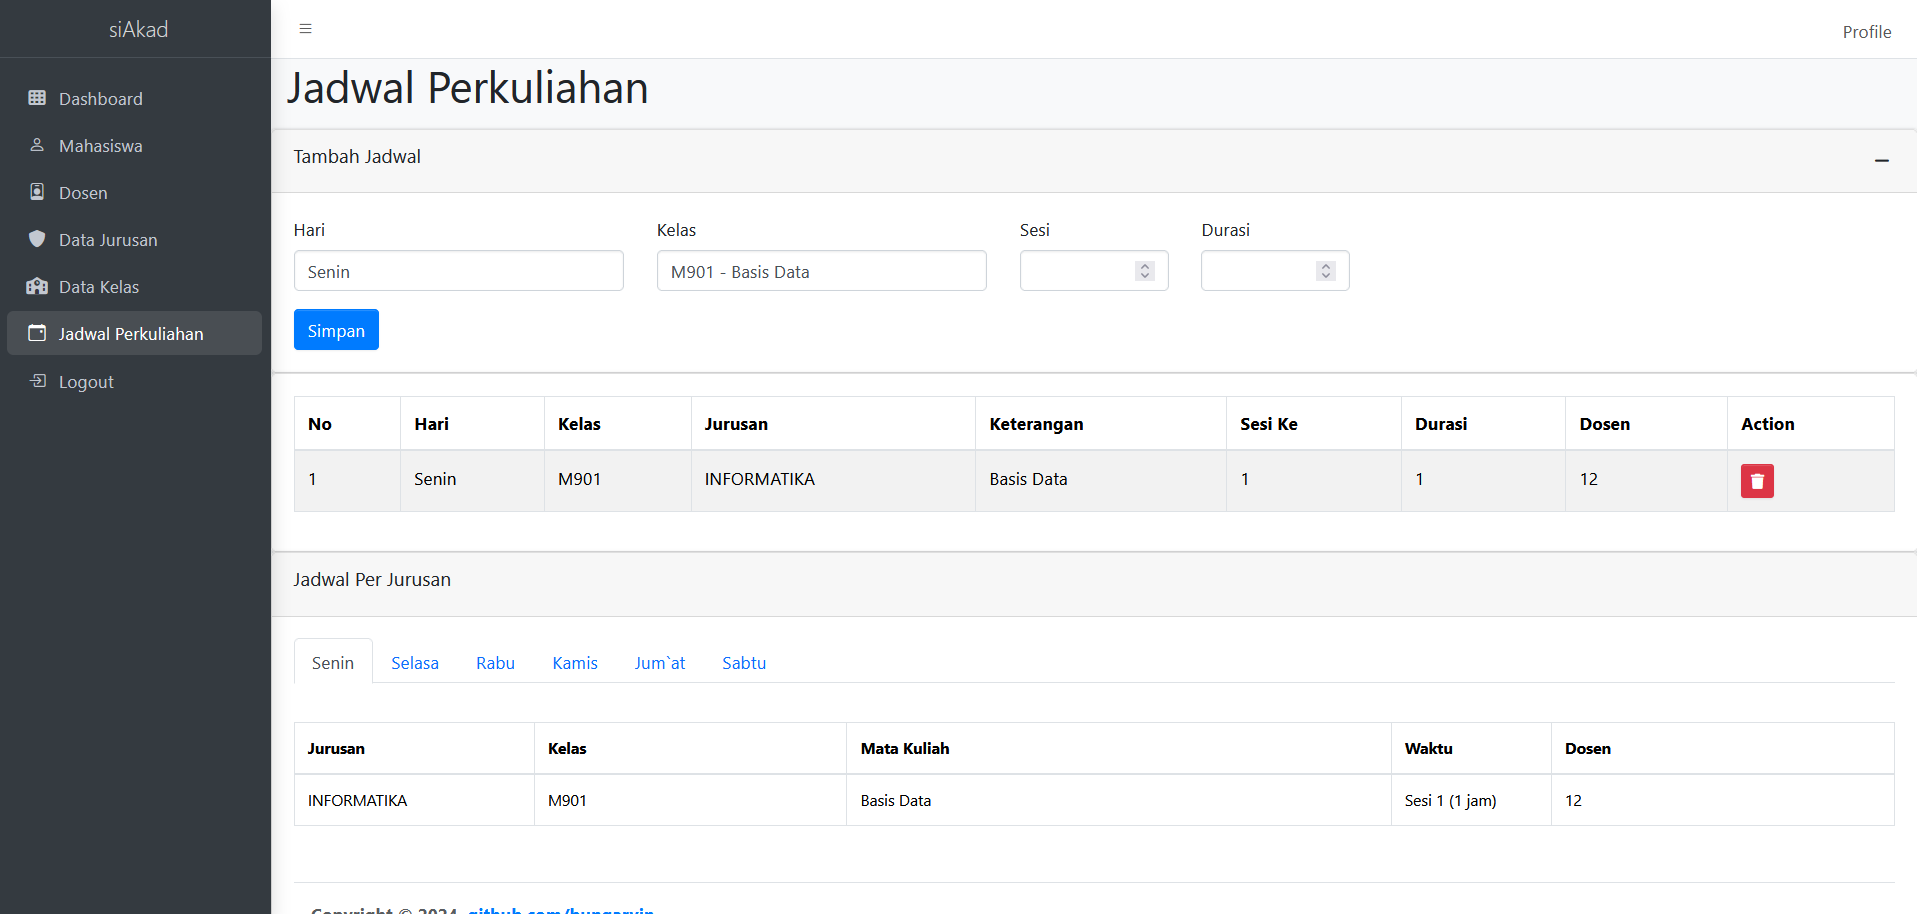 siAkad
Profile
Dashboard
Mahasiswa
Dosen
Data Jurusan
Data Kelas
Jadwal Perkuliahan
Logout
Jadwal Perkuliahan
Tambah Jadwal
Hari Kelas Sesi Durasi
Senin M901 - Basis Data
Simpan
No Hari Kelas Jurusan Keterangan Sesi Ke Durasi Dosen Action
1 Senin M901 INFORMATIKA Basis Data 1 1 12
Jadwal Per Jurusan
Senin Selasa Rabu Kamis Jum`at Sabtu
Jurusan Kelas Mata Kuliah Waktu Dosen
INFORMATIKA M901 Basis Data Sesi 1 (1 jam) 12
Copyright © 2024